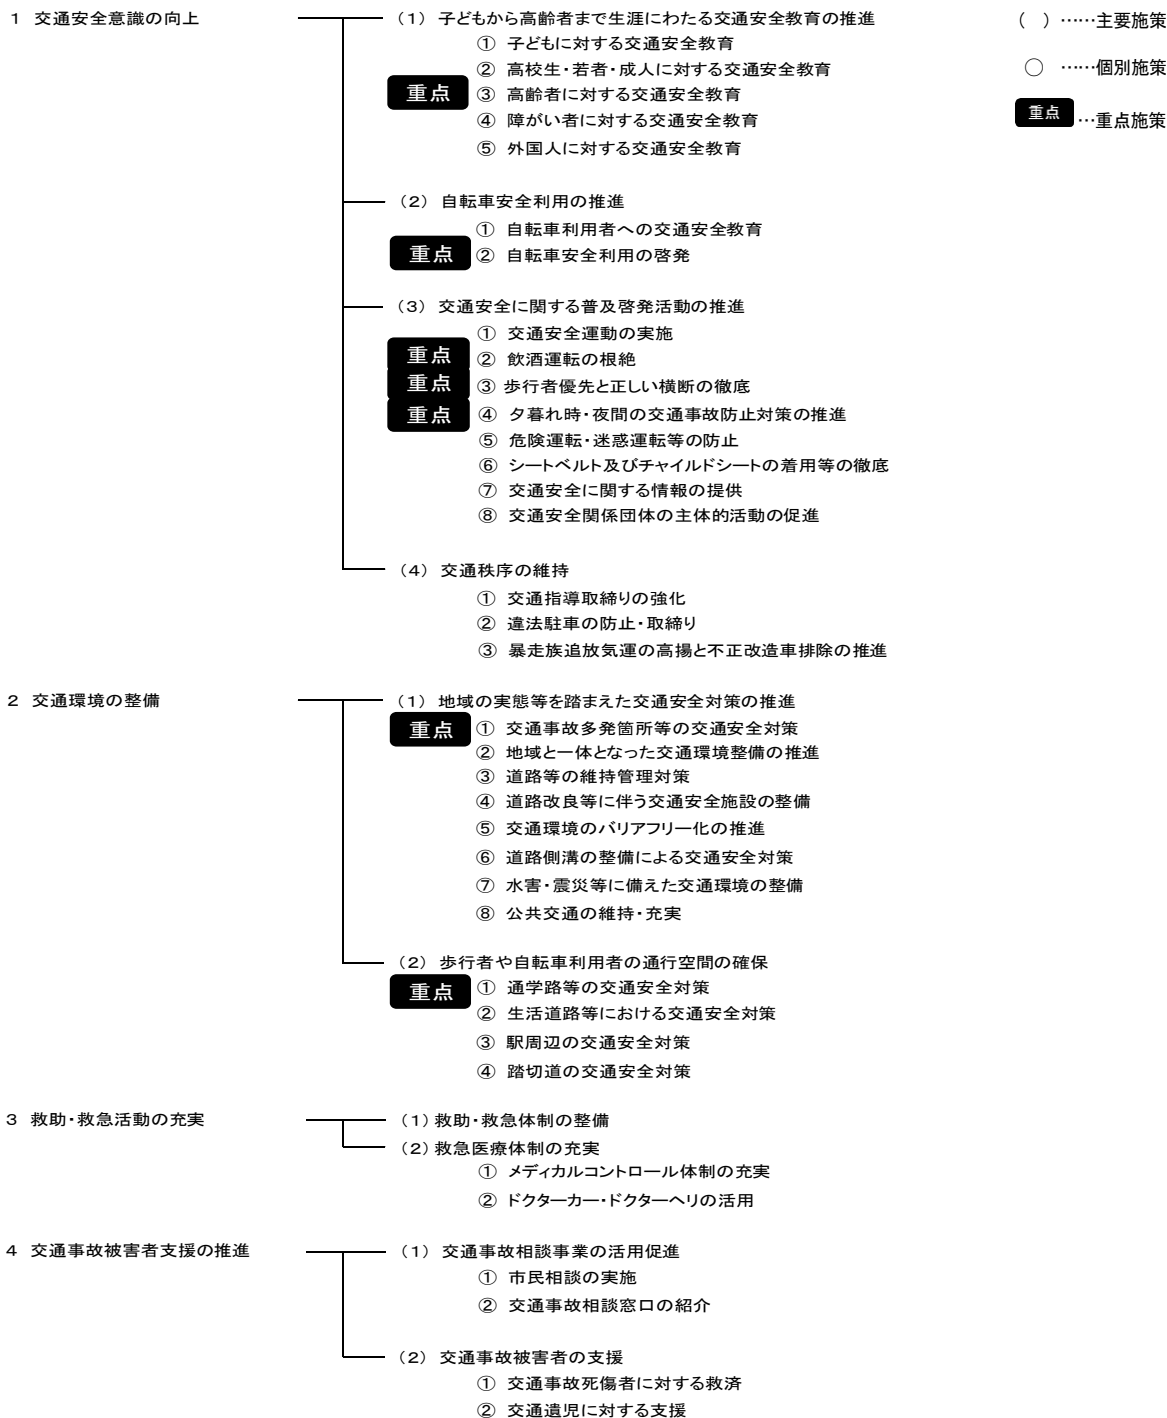 1 交通安全意識の向上
（1）子どもから高齢者まで生涯にわたる交通安全教育の推進
① 子どもに対する交通安全教育
② 高校生・若者・成人に対する交通安全教育
重点 ③ 高齢者に対する交通安全教育
④ 障がい者に対する交通安全教育
⑤ 外国人に対する交通安全教育
（ ）……主要施策
○ ……個別施策
重点 …重点施策
（2）自転車安全利用の推進
① 自転車利用者への交通安全教育
重点 ② 自転車安全利用の啓発
（3）交通安全に関する普及啓発活動の推進
① 交通安全運動の実施
重点 ② 飲酒運転の根絶
重点 ③ 歩行者優先と正しい横断の徹底
重点 ④ 夕暮れ時・夜間の交通事故防止対策の推進
⑤ 危険運転・迷惑運転等の防止
⑥ シートベルト及びチャイルドシートの着用等の徹底
⑦ 交通安全に関する情報の提供
⑧ 交通安全関係団体の主体的活動の促進
（4）交通秩序の維持
① 交通指導取締りの強化
② 違法駐車の防止・取締り
③ 暴走族追放気運の高揚と不正改造車排除の推進
2 交通環境の整備
（1）地域の実態等を踏まえた交通安全対策の推進
重点 ① 交通事故多発箇所等の交通安全対策
② 地域と一体となった交通環境整備の推進
③ 道路等の維持管理対策
④ 道路改良等に伴う交通安全施設の整備
⑤ 交通環境のバリアフリー化の推進
⑥ 道路側溝の整備による交通安全対策
⑦ 水害・震災等に備えた交通環境の整備
⑧ 公共交通の維持・充実
（2）歩行者や自転車利用者の通行空間の確保
重点 ① 通学路等の交通安全対策
② 生活道路等における交通安全対策
③ 駅周辺の交通安全対策
④ 踏切道の交通安全対策
3 救助・救急活動の充実
（1）救助・救急体制の整備
（2）救急医療体制の充実
① メディカルコントロール体制の充実
② ドクターカー・ドクターヘリの活用
4 交通事故被害者支援の推進
（1）交通事故相談事業の活用促進
① 市民相談の実施
② 交通事故相談窓口の紹介
（2）交通事故被害者の支援
① 交通事故死傷者に対する救済
② 交通遺児に対する支援